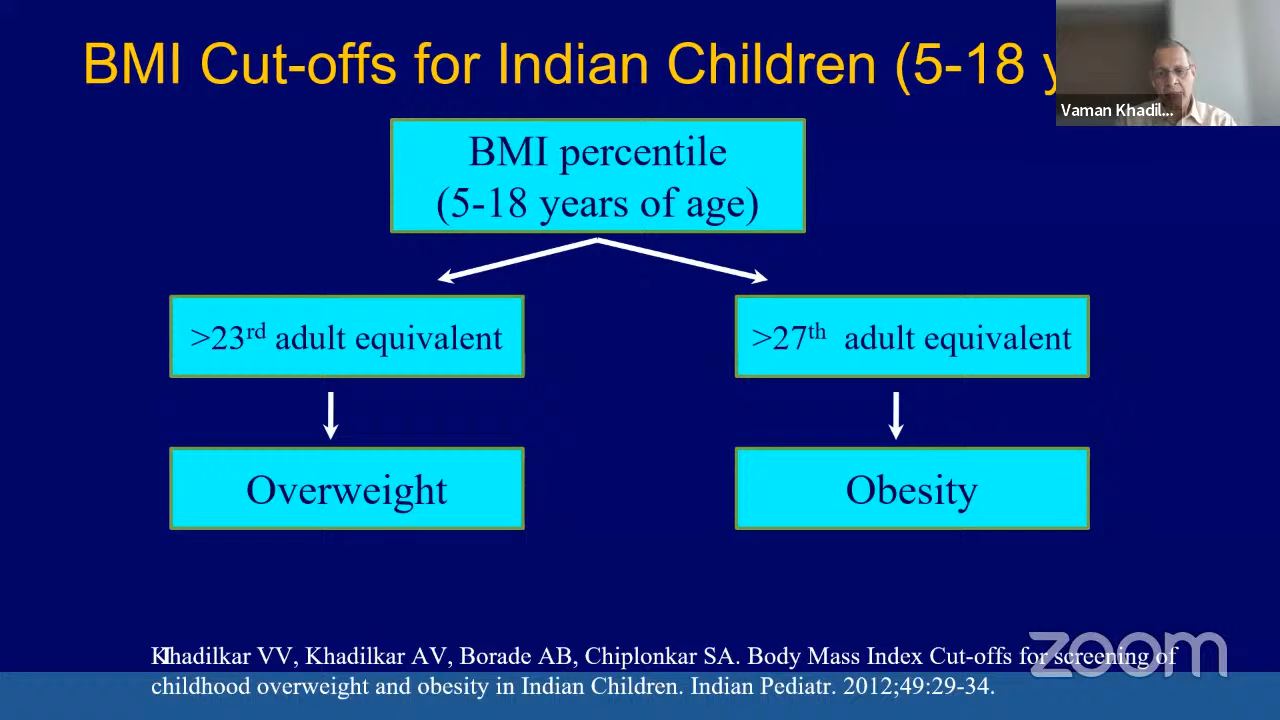 BMI Cut-offs for Indian Children (5-18 y
Vaman Khadil...
BMI percentile
(5-18 years of age)
>23rd adult equivalent
>27th adult equivalent
Overweight
Obesity
zoom
Khadilkar VV, Khadilkar AV, Borade AB, Chiplonkar SA. Body Mass Index Cut-offs for screening of
childhood overweight and obesity in Indian Children. Indian Pediatr. 2012;49:29-34.